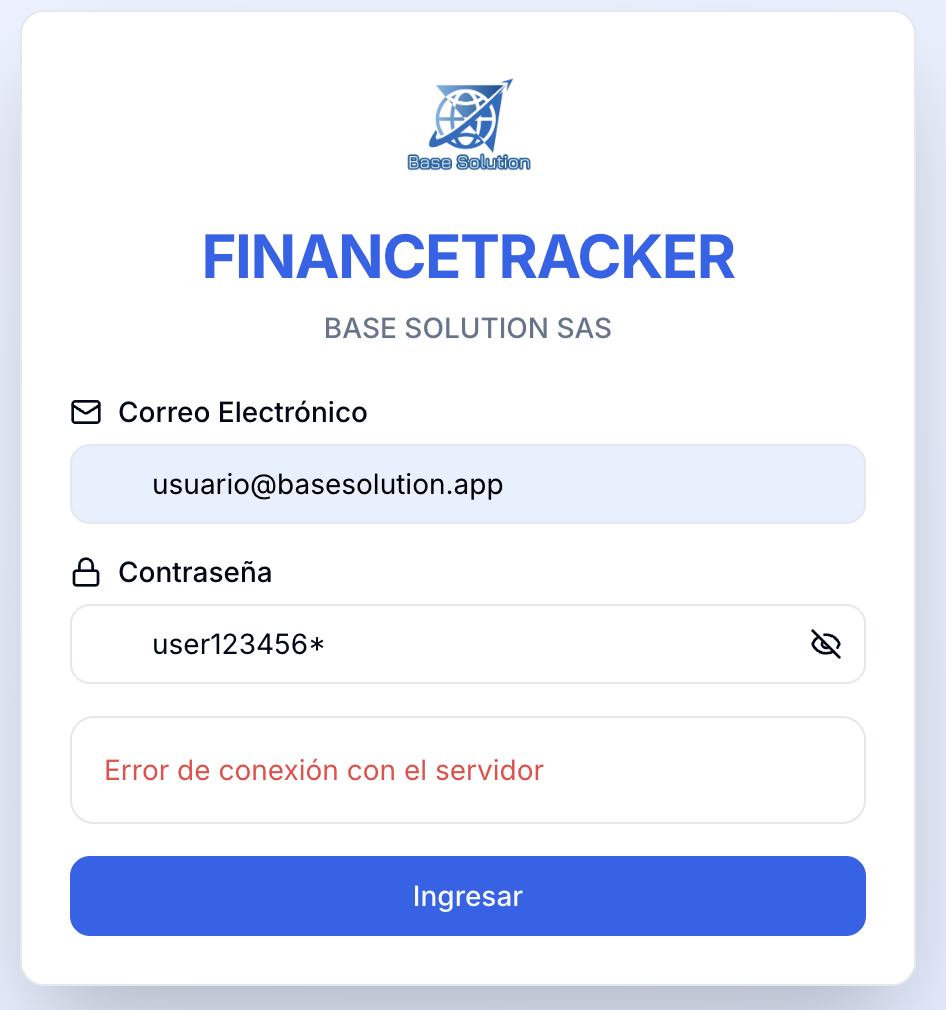 Base Solution
FINANCETRACKER
BASE SOLUTION SAS
Correo Electrónico
usuario@basesolution.app
Contraseña
user123456*
Error de conexión con el servidor
Ingresar